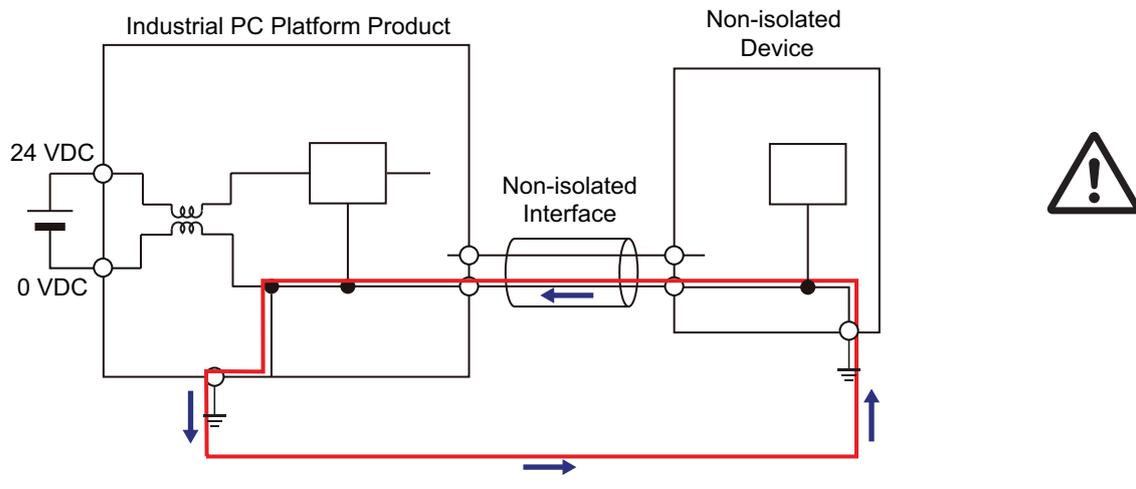 Industrial PC Platform Product
Non-isolated
Device
24 VDC
Non-isolated
Interface
0 VDC